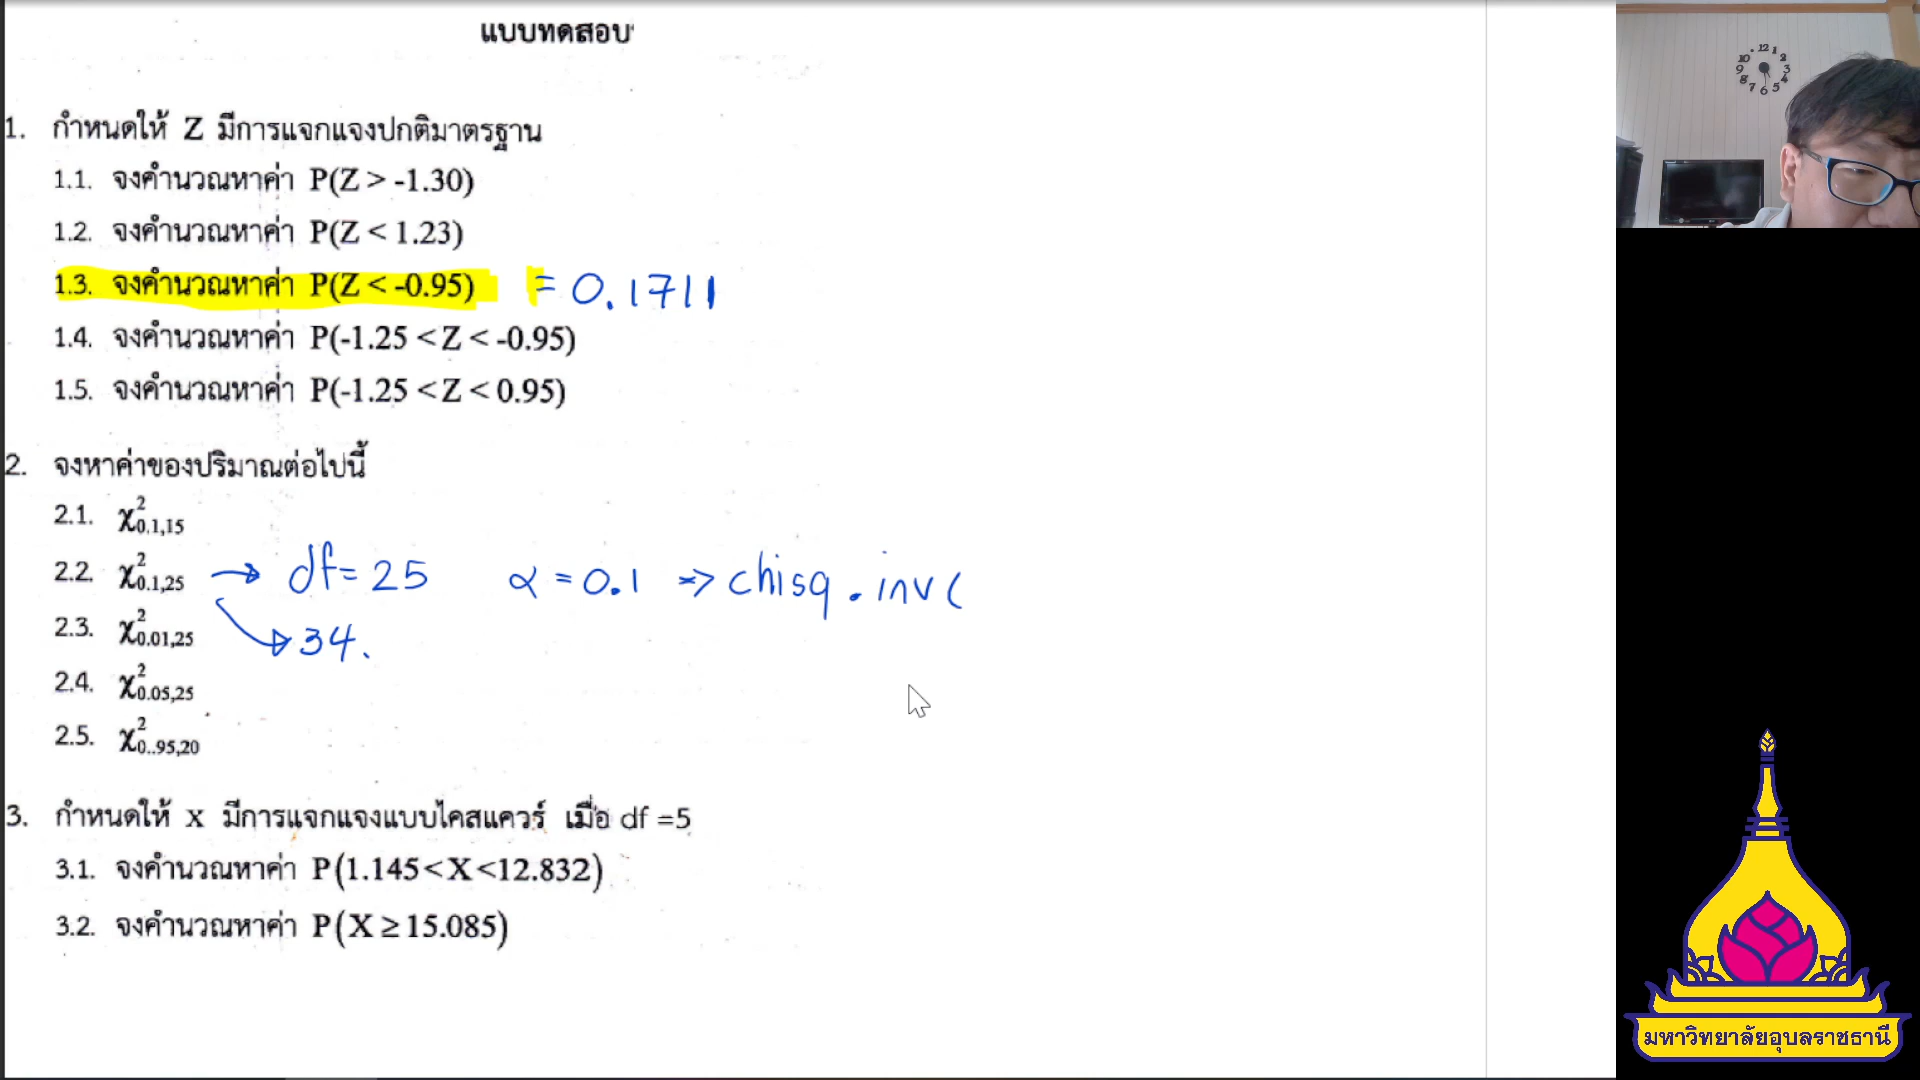 แบบทดสอบ
1. กำหนดให้ Z มีการแจกแจงปกติมาตรฐาน
1.1. จงคำนวณหาค่า P(Z > -1.30)
1.2. จงคำนวณหาค่า P(Z < 1.23)
1.3. จงคำนวณหาค่า P(Z < -0.95) = 0.1711
1.4. จงคำนวณหาค่า P(-1.25 < Z < -0.95)
1.5. จงคำนวณหาค่า P(-1.25 < Z < 0.95)
2. จงหาค่าของปริมาณต่อไปนี้
2.1. χ²0.1,15
2.2. χ²0.1,25 → df = 25 α = 0.1 => chisq.inv(
→ 34.
2.3. χ²0.01,25
2.4. χ²0.05,25
2.5. χ²0..95,20
3. กำหนดให้ x มีการแจกแจงแบบไคสแควร์ เมื่อ df =5
3.1. จงคำนวณหาค่า P(1.145<X<12.832)
3.2. จงคำนวณหาค่า P(X ≥ 15.085)
12 1 2 3 4 5 6 7 8 9 10
มหาวิทยาลัยอุบลราชธานี